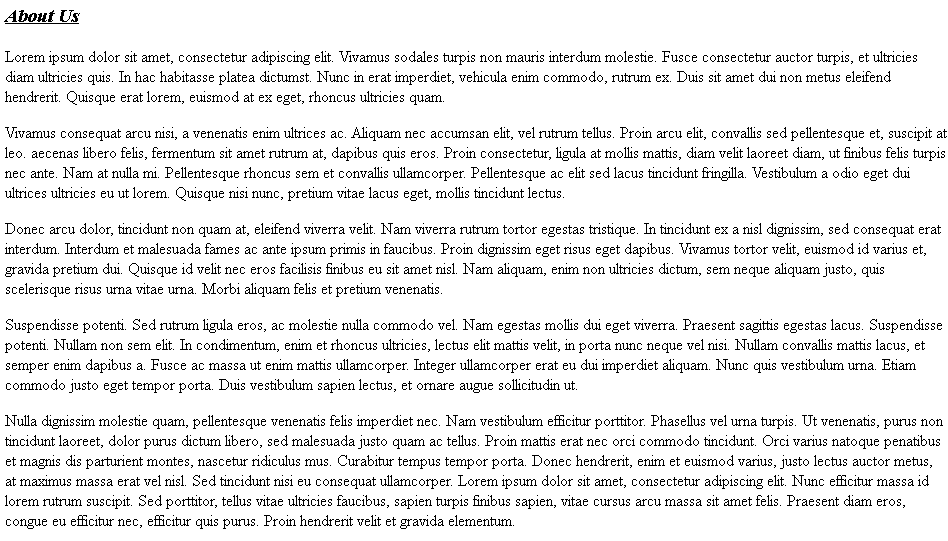 About Us
Lorem ipsum dolor sit amet, consectetur adipiscing elit. Vivamus sodales turpis non mauris interdum molestie. Fusce consectetur auctor turpis, et ultricies
diam ultricies quis. In hac habitasse platea dictumst. Nunc in erat imperdiet, vehicula enim commodo, rutrum ex. Duis sit amet dui non metus eleifend
hendrerit. Quisque erat lorem, euismod at ex eget, rhoncus ultricies quam.
Vivamus consequat arcu nisi, a venenatis enim ultrices ac. Aliquam nec accumsan elit, vel rutrum tellus. Proin arcu elit, convallis sed pellentesque et, suscipit at
leo. aecenas libero felis, fermentum sit amet rutrum at, dapibus quis eros. Proin consectetur, ligula at mollis mattis, diam velit laoreet diam, ut finibus felis turpis
nec ante. Nam at nulla mi. Pellentesque rhoncus sem et convallis ullamcorper. Pellentesque ac elit sed lacus tincidunt fringilla. Vestibulum a odio eget dui
ultrices ultricies eu ut lorem. Quisque nisi nunc, pretium vitae lacus eget, mollis tincidunt lectus.
Donec arcu dolor, tincidunt non quam at, eleifend viverra velit. Nam viverra rutrum tortor egestas tristique. In tincidunt ex a nisl dignissim, sed consequat erat
interdum. Interdum et malesuada fames ac ante ipsum primis in faucibus. Proin dignissim eget risus eget dapibus. Vivamus tortor velit, euismod id varius et,
gravida pretium dui. Quisque id velit nec eros facilisis finibus eu sit amet nisl. Nam aliquam, enim non ultricies dictum, sem neque aliquam justo, quis
scelerisque risus urna vitae urna. Morbi aliquam felis et pretium venenatis.
Suspendisse potenti. Sed rutrum ligula eros, ac molestie nulla commodo vel. Nam egestas mollis dui eget viverra. Praesent sagittis egestas lacus. Suspendisse
potenti. Nullam non sem elit. In condimentum, enim et rhoncus ultricies, lectus elit mattis velit, in porta nunc neque vel nisi. Nullam convallis mattis lacus, et
semper enim dapibus a. Fusce ac massa ut enim mattis ullamcorper. Integer ullamcorper erat eu dui imperdiet aliquam. Nunc quis vestibulum urna. Etiam
commodo justo eget tempor porta. Duis vestibulum sapien lectus, et ornare augue sollicitudin ut.
Nulla dignissim molestie quam, pellentesque venenatis felis imperdiet nec. Nam vestibulum efficitur porttitor. Phasellus vel urna turpis. Ut venenatis, purus non
tincidunt laoreet, dolor purus dictum libero, sed malesuada justo quam ac tellus. Proin mattis erat nec orci commodo tincidunt. Orci varius natoque penatibus
et magnis dis parturient montes, nascetur ridiculus mus. Curabitur tempus tempor porta. Donec hendrerit, enim et euismod varius, justo lectus auctor metus,
at maximus massa erat vel nisl. Sed tincidunt nisi eu consequat ullamcorper. Lorem ipsum dolor sit amet, consectetur adipiscing elit. Nunc efficitur massa id
lorem rutrum suscipit. Sed porttitor, tellus vitae ultricies faucibus, sapien turpis finibus sapien, vitae cursus arcu massa sit amet felis. Praesent diam eros,
congue eu efficitur nec, efficitur quis purus. Proin hendrerit velit et gravida elementum.